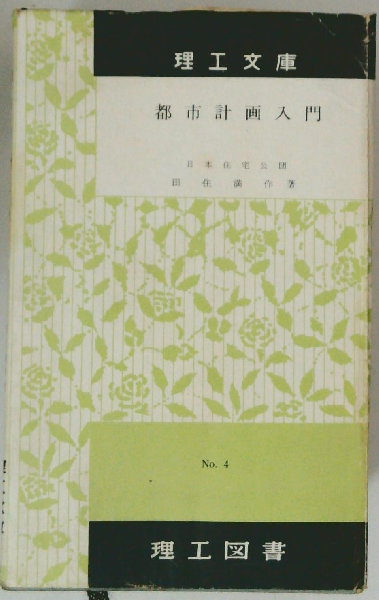 理工文庫
都市計画入門
日本住宅公団
田住満作著
No. 4
理工図書